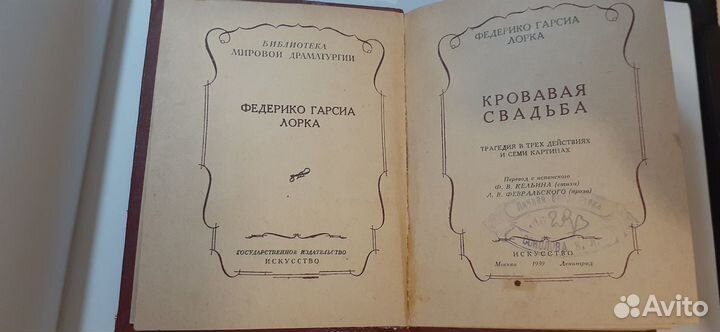 БИБЛИОТЕКА
МИРОВОЙ ДРАМАТУРГИИ
ФЕДЕРИКО ГАРСИА
ЛОРКА
ГОСУДАРСТВЕННОЕ ИЗДАТЕЛЬСТВО
ИСКУССТВО
ФЕДЕРИКО ГАРСИА
ЛОРКА
КРОВАВАЯ
СВАДЬБА
ТРАГЕДИЯ В ТРЕХ ДЕЙСТВИЯХ
И СЕМИ КАРТИНАХ
Перевод с испанского
Ф. В. КЕЛЬИНА (стихи)
А. В. ФЕВРАЛЬСКОГО (проза)
ИСКУССТВО
Москва 1939 Ленинград
Avito